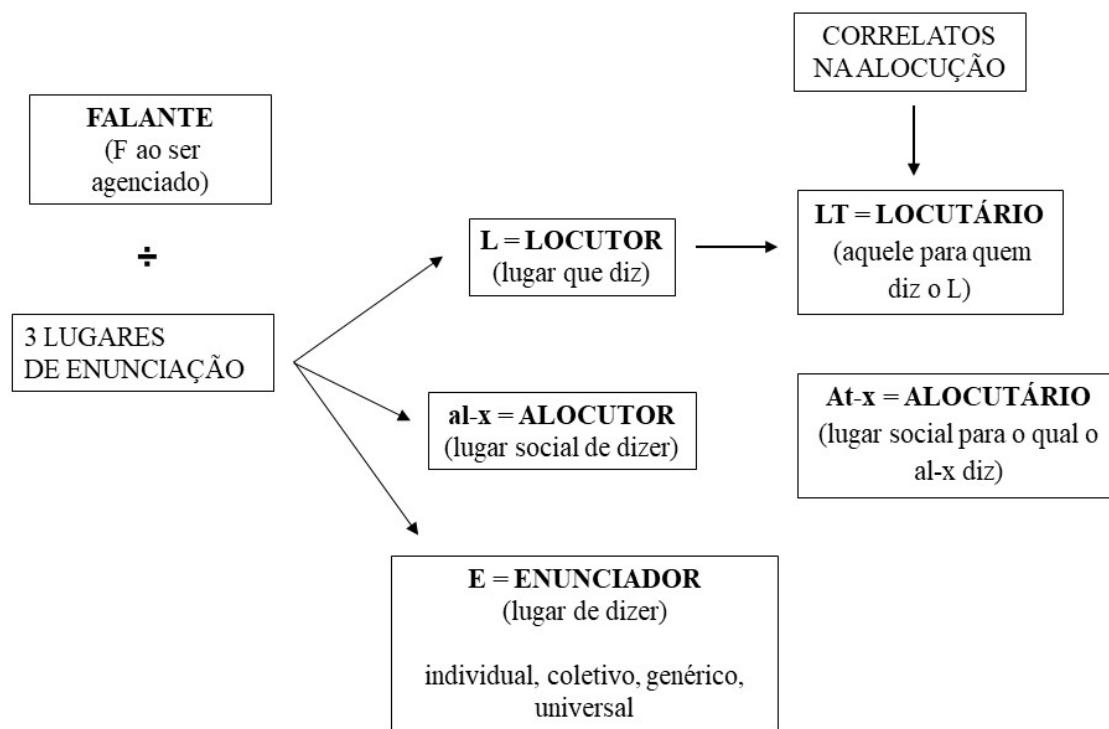 CORRELATOS
NA ALOCUÇÃO
FALANTE
(F ao ser
agenciado)
÷
3 LUGARES
DE ENUNCIAÇÃO
L = LOCUTOR
(lugar que diz)
LT = LOCUTÁRIO
(aquele para quem
diz o L)
al-x = ALOCUTOR
(lugar social de dizer)
At-x = ALOCUTÁRIO
(lugar social para o qual o
al-x diz)
E = ENUNCIADOR
(lugar de dizer)
individual, coletivo, genérico,
universal